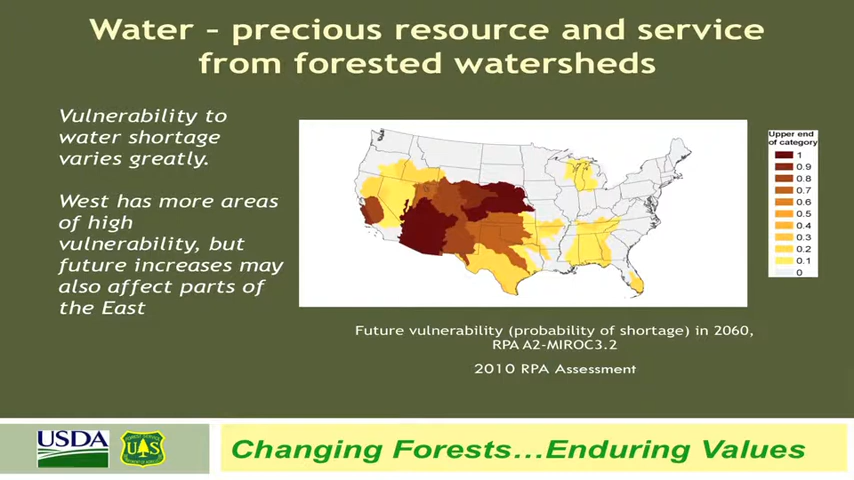 Water – precious resource and service
from forested watersheds
Vulnerability to
water shortage
varies greatly.
West has more areas
of high
vulnerability, but
future increases may
also affect parts of
the East
Upper end
of category
1
0.9
0.8
0.7
0.6
0.5
0.4
0.3
0.2
0.1
0
Future vulnerability (probability of shortage) in 2060,
RPA A2-MIROC3.2
2010 RPA Assessment
USDA
FOREST SERVICE
UAS
Changing Forests…Enduring Values